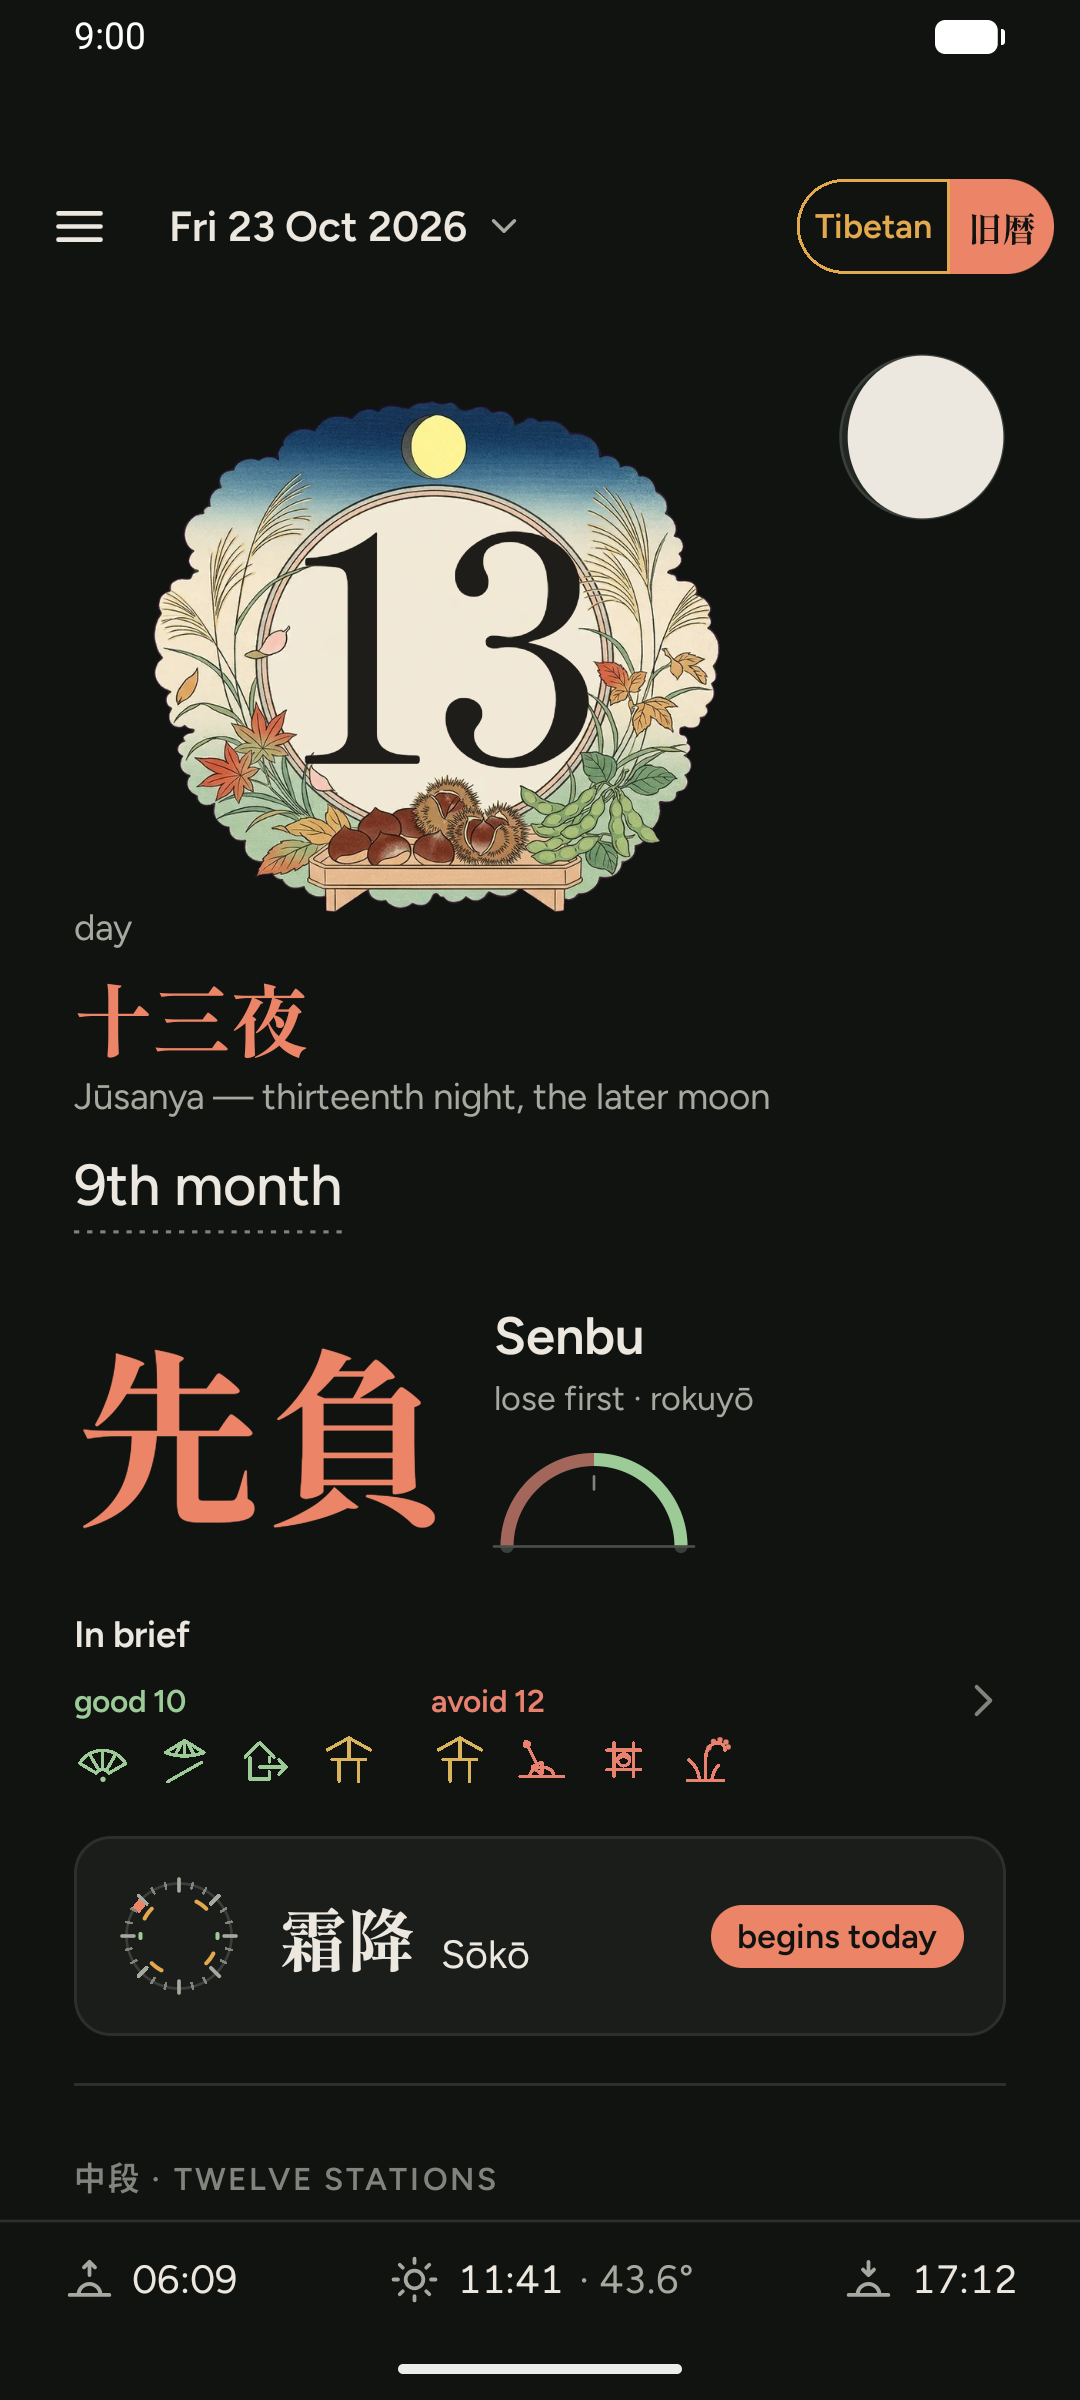 9:00
Fri 23 Oct 2026
Tibetan 旧暦
13
day
十三夜
Jūsanya — thirteenth night, the later moon
9th month
先負
Senbu
lose first · rokuyō
In brief
good 10
avoid 12
霜降 Sōkō
begins today
中段 · TWELVE STATIONS
06:09
11:41 · 43.6°
17:12